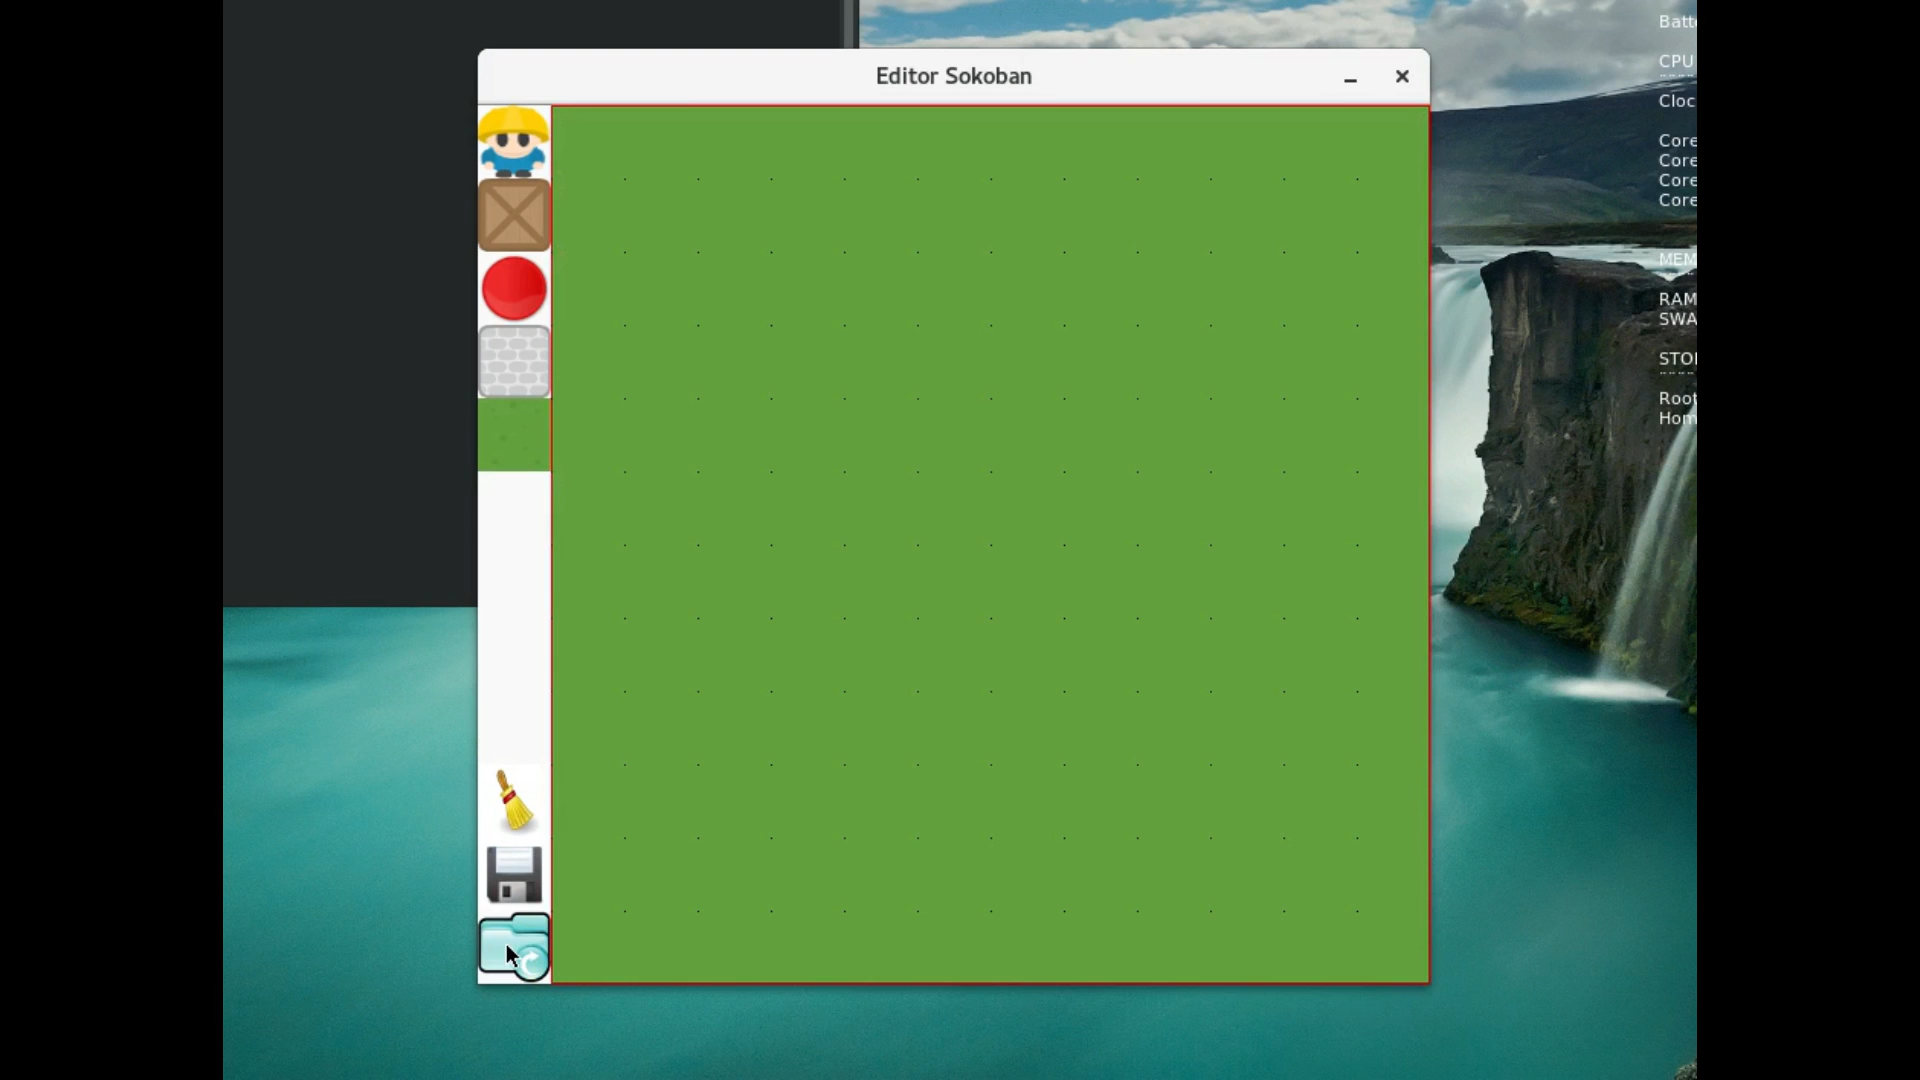 Editor Sokoban
Batt
CPU
----
Cloc
Core
Core
Core
Core
MEM
----
RAM
SWA
STO
----
Root
Hom